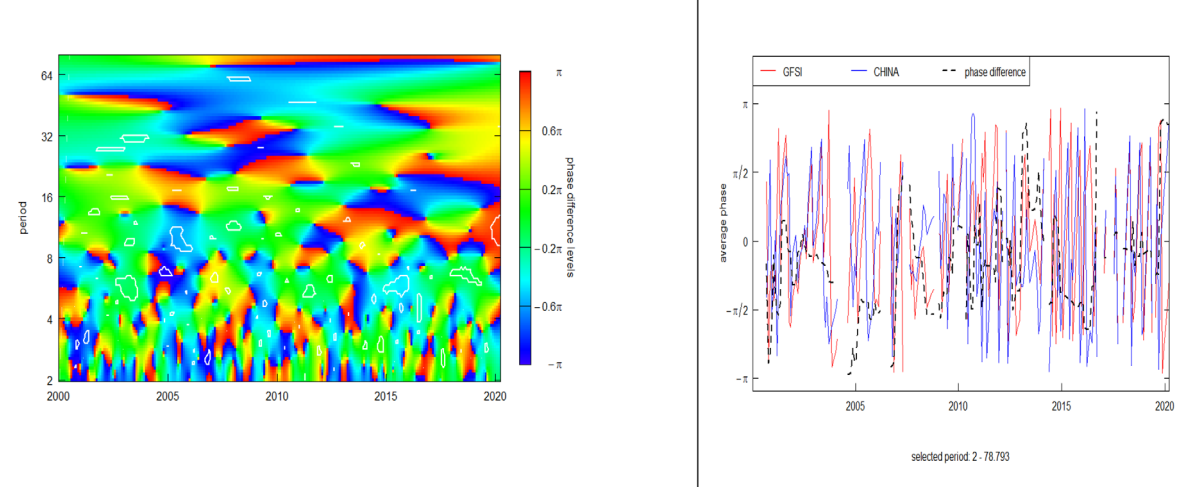 64
32
16
8
4
2
period
2000
2005
2010
2015
2020
π
0.6π
0.2π
−0.2π
−0.6π
−π
phase difference levels
GFSI
CHINA
phase difference
π
π/2
0
−π/2
−π
average phase
2005
2010
2015
2020
selected period: 2 - 78.793